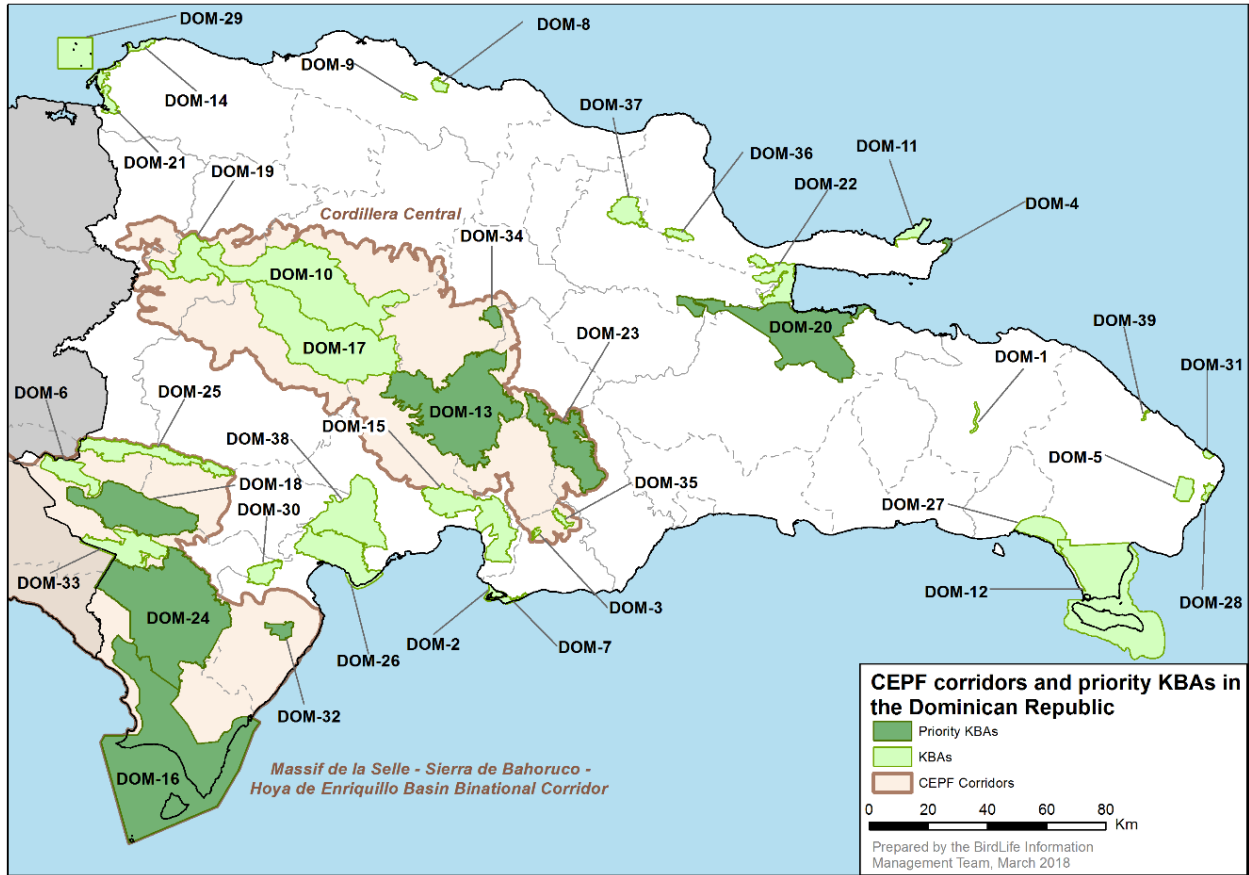 DOM-29
DOM-8
DOM-9
DOM-14
DOM-37
DOM-21
DOM-36
DOM-11
DOM-22
DOM-19
DOM-4
Cordillera Central
DOM-34
DOM-10
DOM-23
DOM-20
DOM-39
DOM-17
DOM-1
DOM-31
DOM-6
DOM-25
DOM-13
DOM-15
DOM-38
DOM-5
DOM-18
DOM-35
DOM-27
DOM-30
DOM-33
DOM-12
DOM-28
DOM-3
DOM-24
DOM-2
DOM-7
DOM-26
DOM-32
DOM-16
Massif de la Selle - Sierra de Bahoruco -
Hoya de Enriquillo Basin Binational Corridor
CEPF corridors and priority KBAs in
the Dominican Republic
Priority KBAs
KBAs
CEPF Corridors
0 20 40 60 80
Km
Prepared by the BirdLife Information
Management Team, March 2018